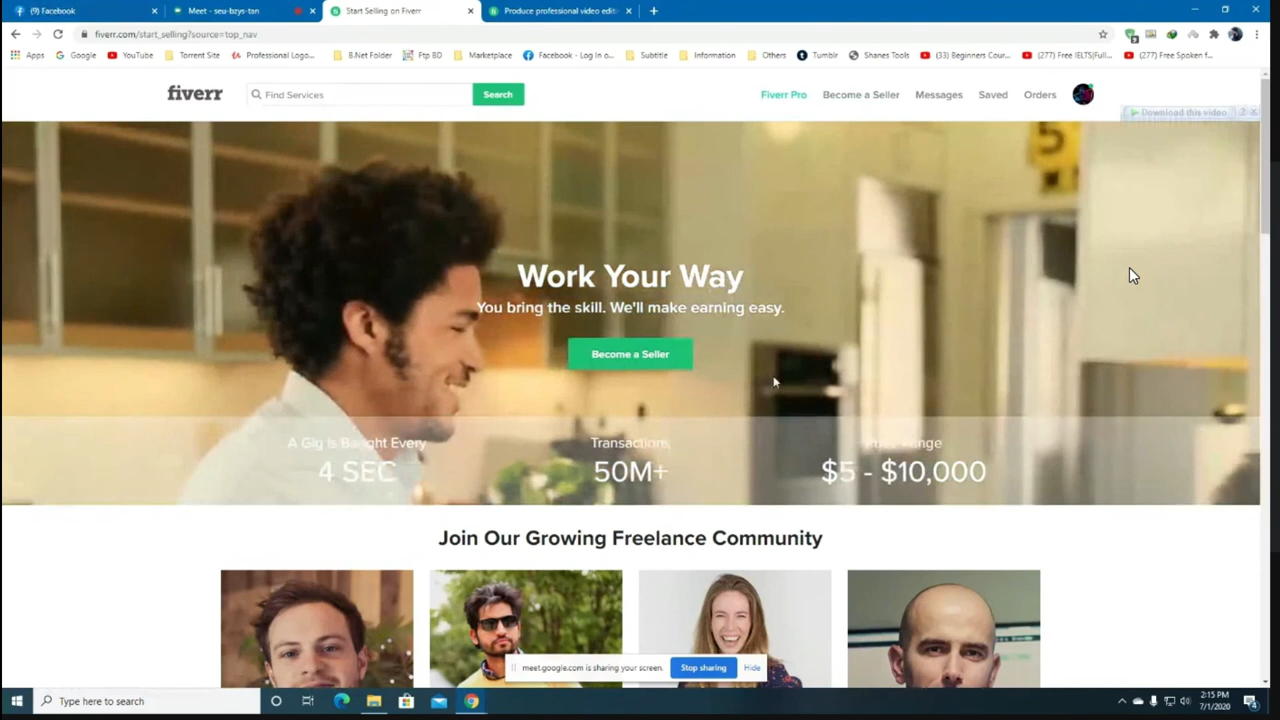 (9) Facebook
Meet - seu-bzys-tan
Start Selling on Fiverr
Produce professional video edit
fiverr.com/start_selling?source=top_nav
Apps
Google
YouTube
Torrent Site
Professional Logo...
B.Net Folder
Ftp BD
Marketplace
Facebook - Log In o...
Subtitle
Information
Others
Tumblr
Shanes Tools
(33) Beginners Cour...
(277) Free IELTS(Full...
(277) Free Spoken f...
fiverr
Find Services
Search
Fiverr Pro
Become a Seller
Messages
Saved
Orders
Download this video
?
5
Work Your Way
You bring the skill. We'll make earning easy.
Become a Seller
A Gig Is Bought Every
4 SEC
Transactions
50M+
$5 - $10,000
Join Our Growing Freelance Community
meet.google.com is sharing your screen.
Stop sharing
Hide
Type here to search
2:15 PM
7/1/2020